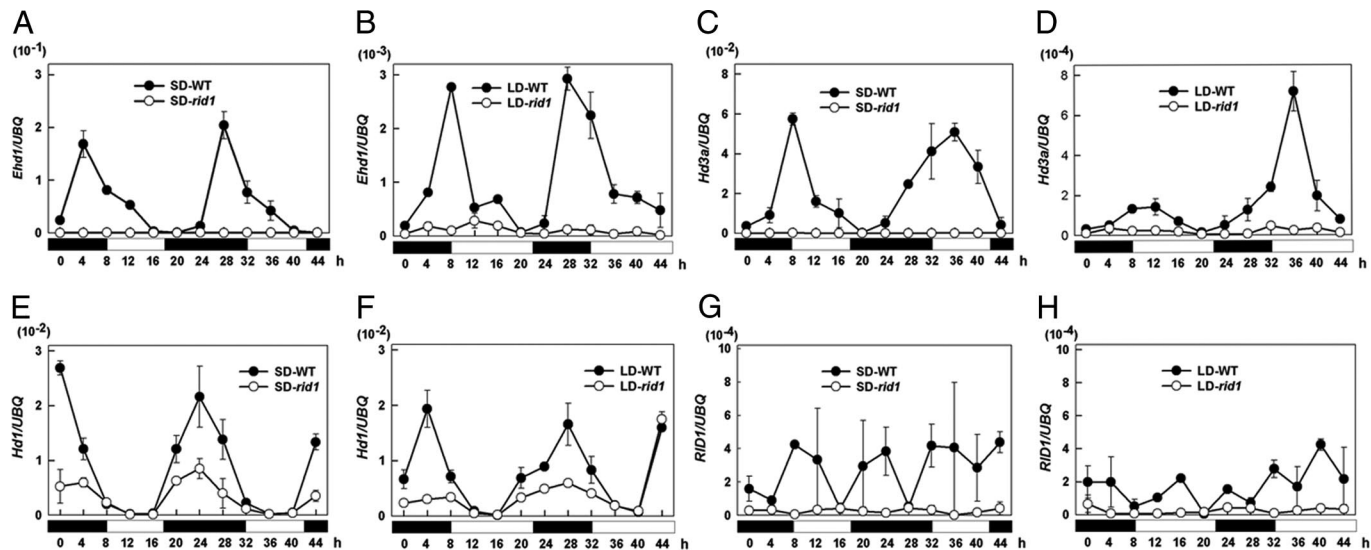 A
B
C
D
(10-1)
(10-3)
(10-2)
(10-4)
Ehd1/UBQ
3
2
1
0
SD-WT
SD-rid1
0 4 8 12 16 20 24 28 32 36 40 44 h
Ehd1/UBQ
3
2
1
0
LD-WT
LD-rid1
0 4 8 12 16 20 24 28 32 36 40 44 h
Hd3a/UBQ
8
6
4
2
0
SD-WT
SD-rid1
0 4 8 12 16 20 24 28 32 36 40 44 h
Hd3a/UBQ
8
6
4
2
0
LD-WT
LD-rid1
0 4 8 12 16 20 24 28 32 36 40 44 h
E
F
G
H
(10-2)
(10-2)
(10-4)
(10-4)
Hd1/UBQ
3
2
1
0
SD-WT
SD-rid1
0 4 8 12 16 20 24 28 32 36 40 44 h
Hd1/UBQ
3
2
1
0
LD-WT
LD-rid1
0 4 8 12 16 20 24 28 32 36 40 44 h
RID1/UBQ
10
8
6
4
2
0
SD-WT
SD-rid1
0 4 8 12 16 20 24 28 32 36 40 44 h
RID1/UBQ
10
8
6
4
2
0
LD-WT
LD-rid1
0 4 8 12 16 20 24 28 32 36 40 44 h